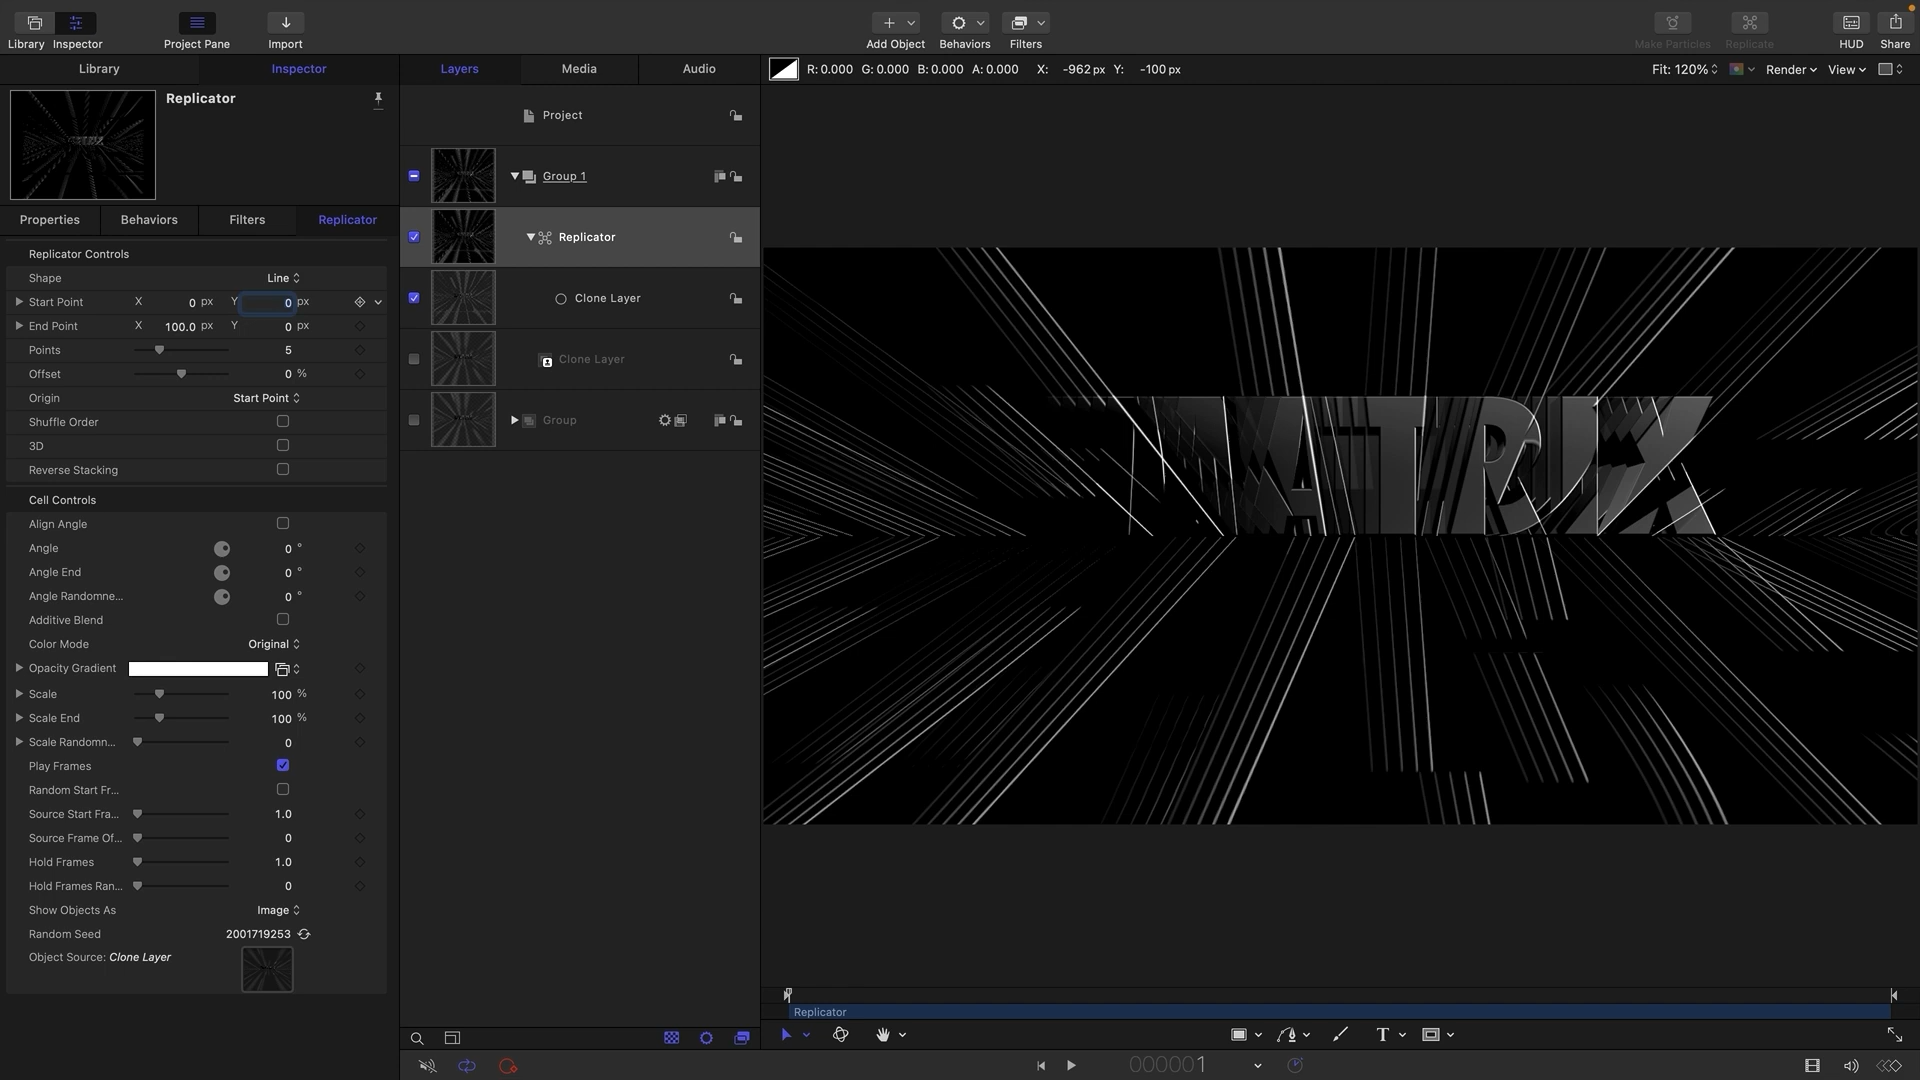 Library Inspector Project Pane Import Add Object Behaviors Filters Make Particles Replicate HUD Share
Library Inspector Layers Media Audio R: 0.000 G: 0.000 B: 0.000 A: 0.000 X: -962 px Y: -100 px Fit: 120% Render View
Replicator
Project
Group 1
Replicator
Clone Layer
Clone Layer
Group
Properties Behaviors Filters Replicator
Replicator Controls
Shape Line
Start Point X 0 px Y 0 px
End Point X 100.0 px Y 0 px
Points 5
Offset 0 %
Origin Start Point
Shuffle Order
3D
Reverse Stacking
Cell Controls
Align Angle
Angle 0 °
Angle End 0 °
Angle Randomne... 0 °
Additive Blend
Color Mode Original
Opacity Gradient
Scale 100 %
Scale End 100 %
Scale Randomn... 0
Play Frames
Random Start Fr...
Source Start Fra... 1.0
Source Frame Of... 0
Hold Frames 1.0
Hold Frames Ran... 0
Show Objects As Image
Random Seed 2001719253
Object Source: Clone Layer
MATRIX
Replicator
T
000001